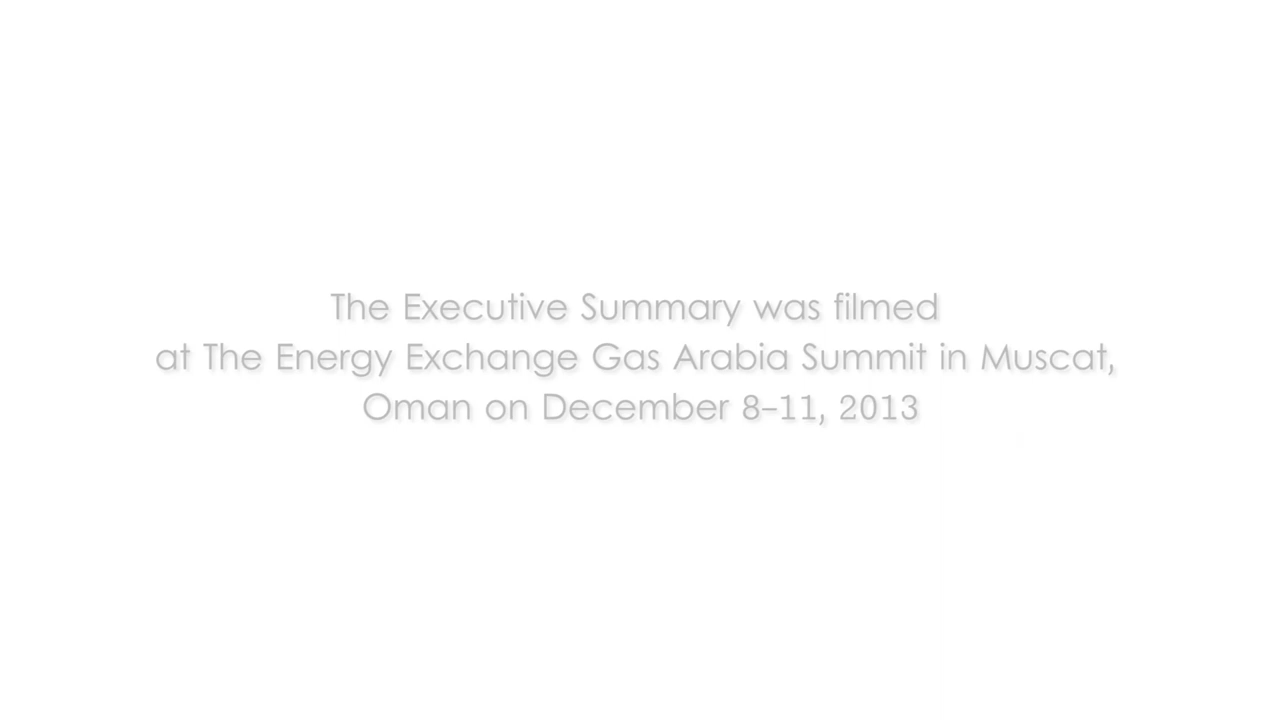 The Executive Summary was filmed
at The Energy Exchange Gas Arabia Summit in Muscat,
Oman on December 8-11, 2013